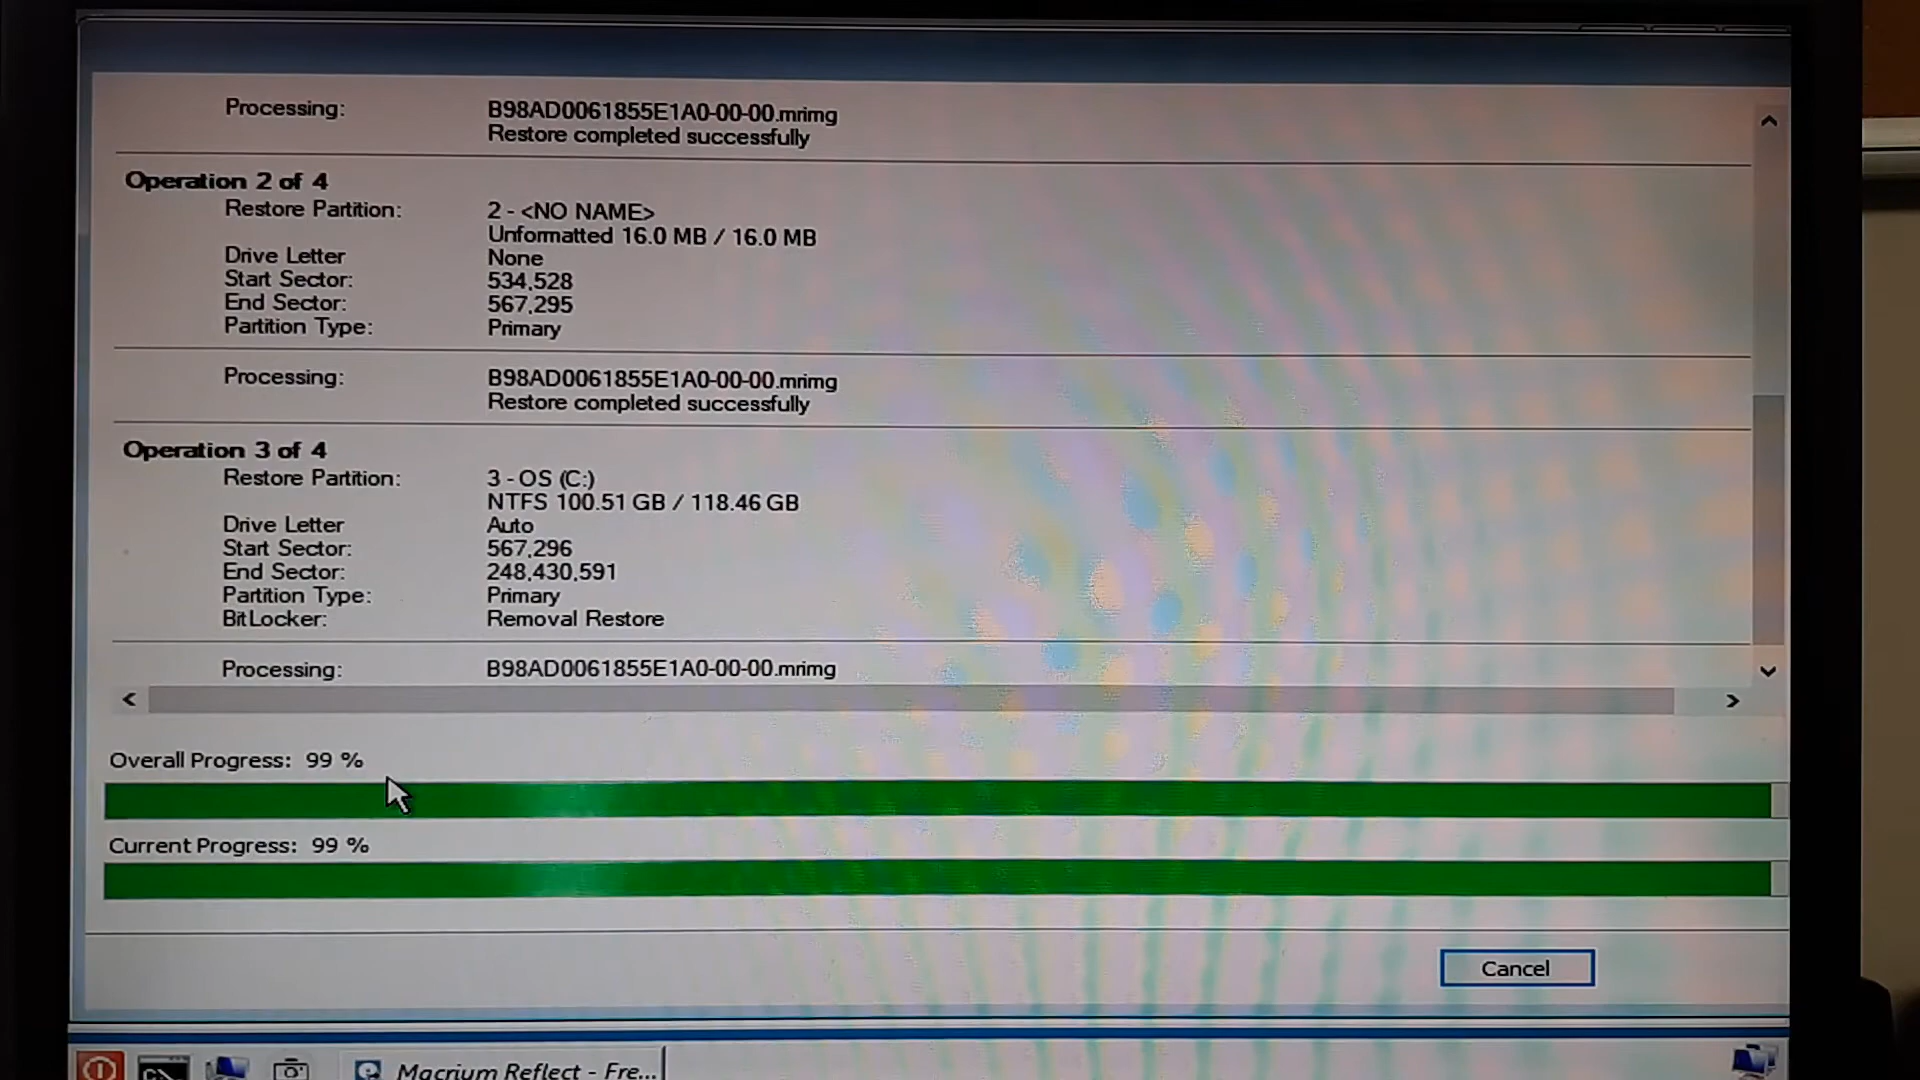 Processing: B98AD0061855E1A0-00-00.mrimg
Restore completed successfully
Operation 2 of 4
Restore Partition: 2 - <NO NAME>
Unformatted 16.0 MB / 16.0 MB
Drive Letter None
Start Sector: 534,528
End Sector: 567,295
Partition Type: Primary
Processing: B98AD0061855E1A0-00-00.mrimg
Restore completed successfully
Operation 3 of 4
Restore Partition: 3 - OS (C:)
NTFS 100.51 GB / 118.46 GB
Drive Letter Auto
Start Sector: 567,296
End Sector: 248,430,591
Partition Type: Primary
BitLocker: Removal Restore
Processing: B98AD0061855E1A0-00-00.mrimg
Overall Progress: 99 %
Current Progress: 99 %
Cancel
Macrium Reflect - Fre...